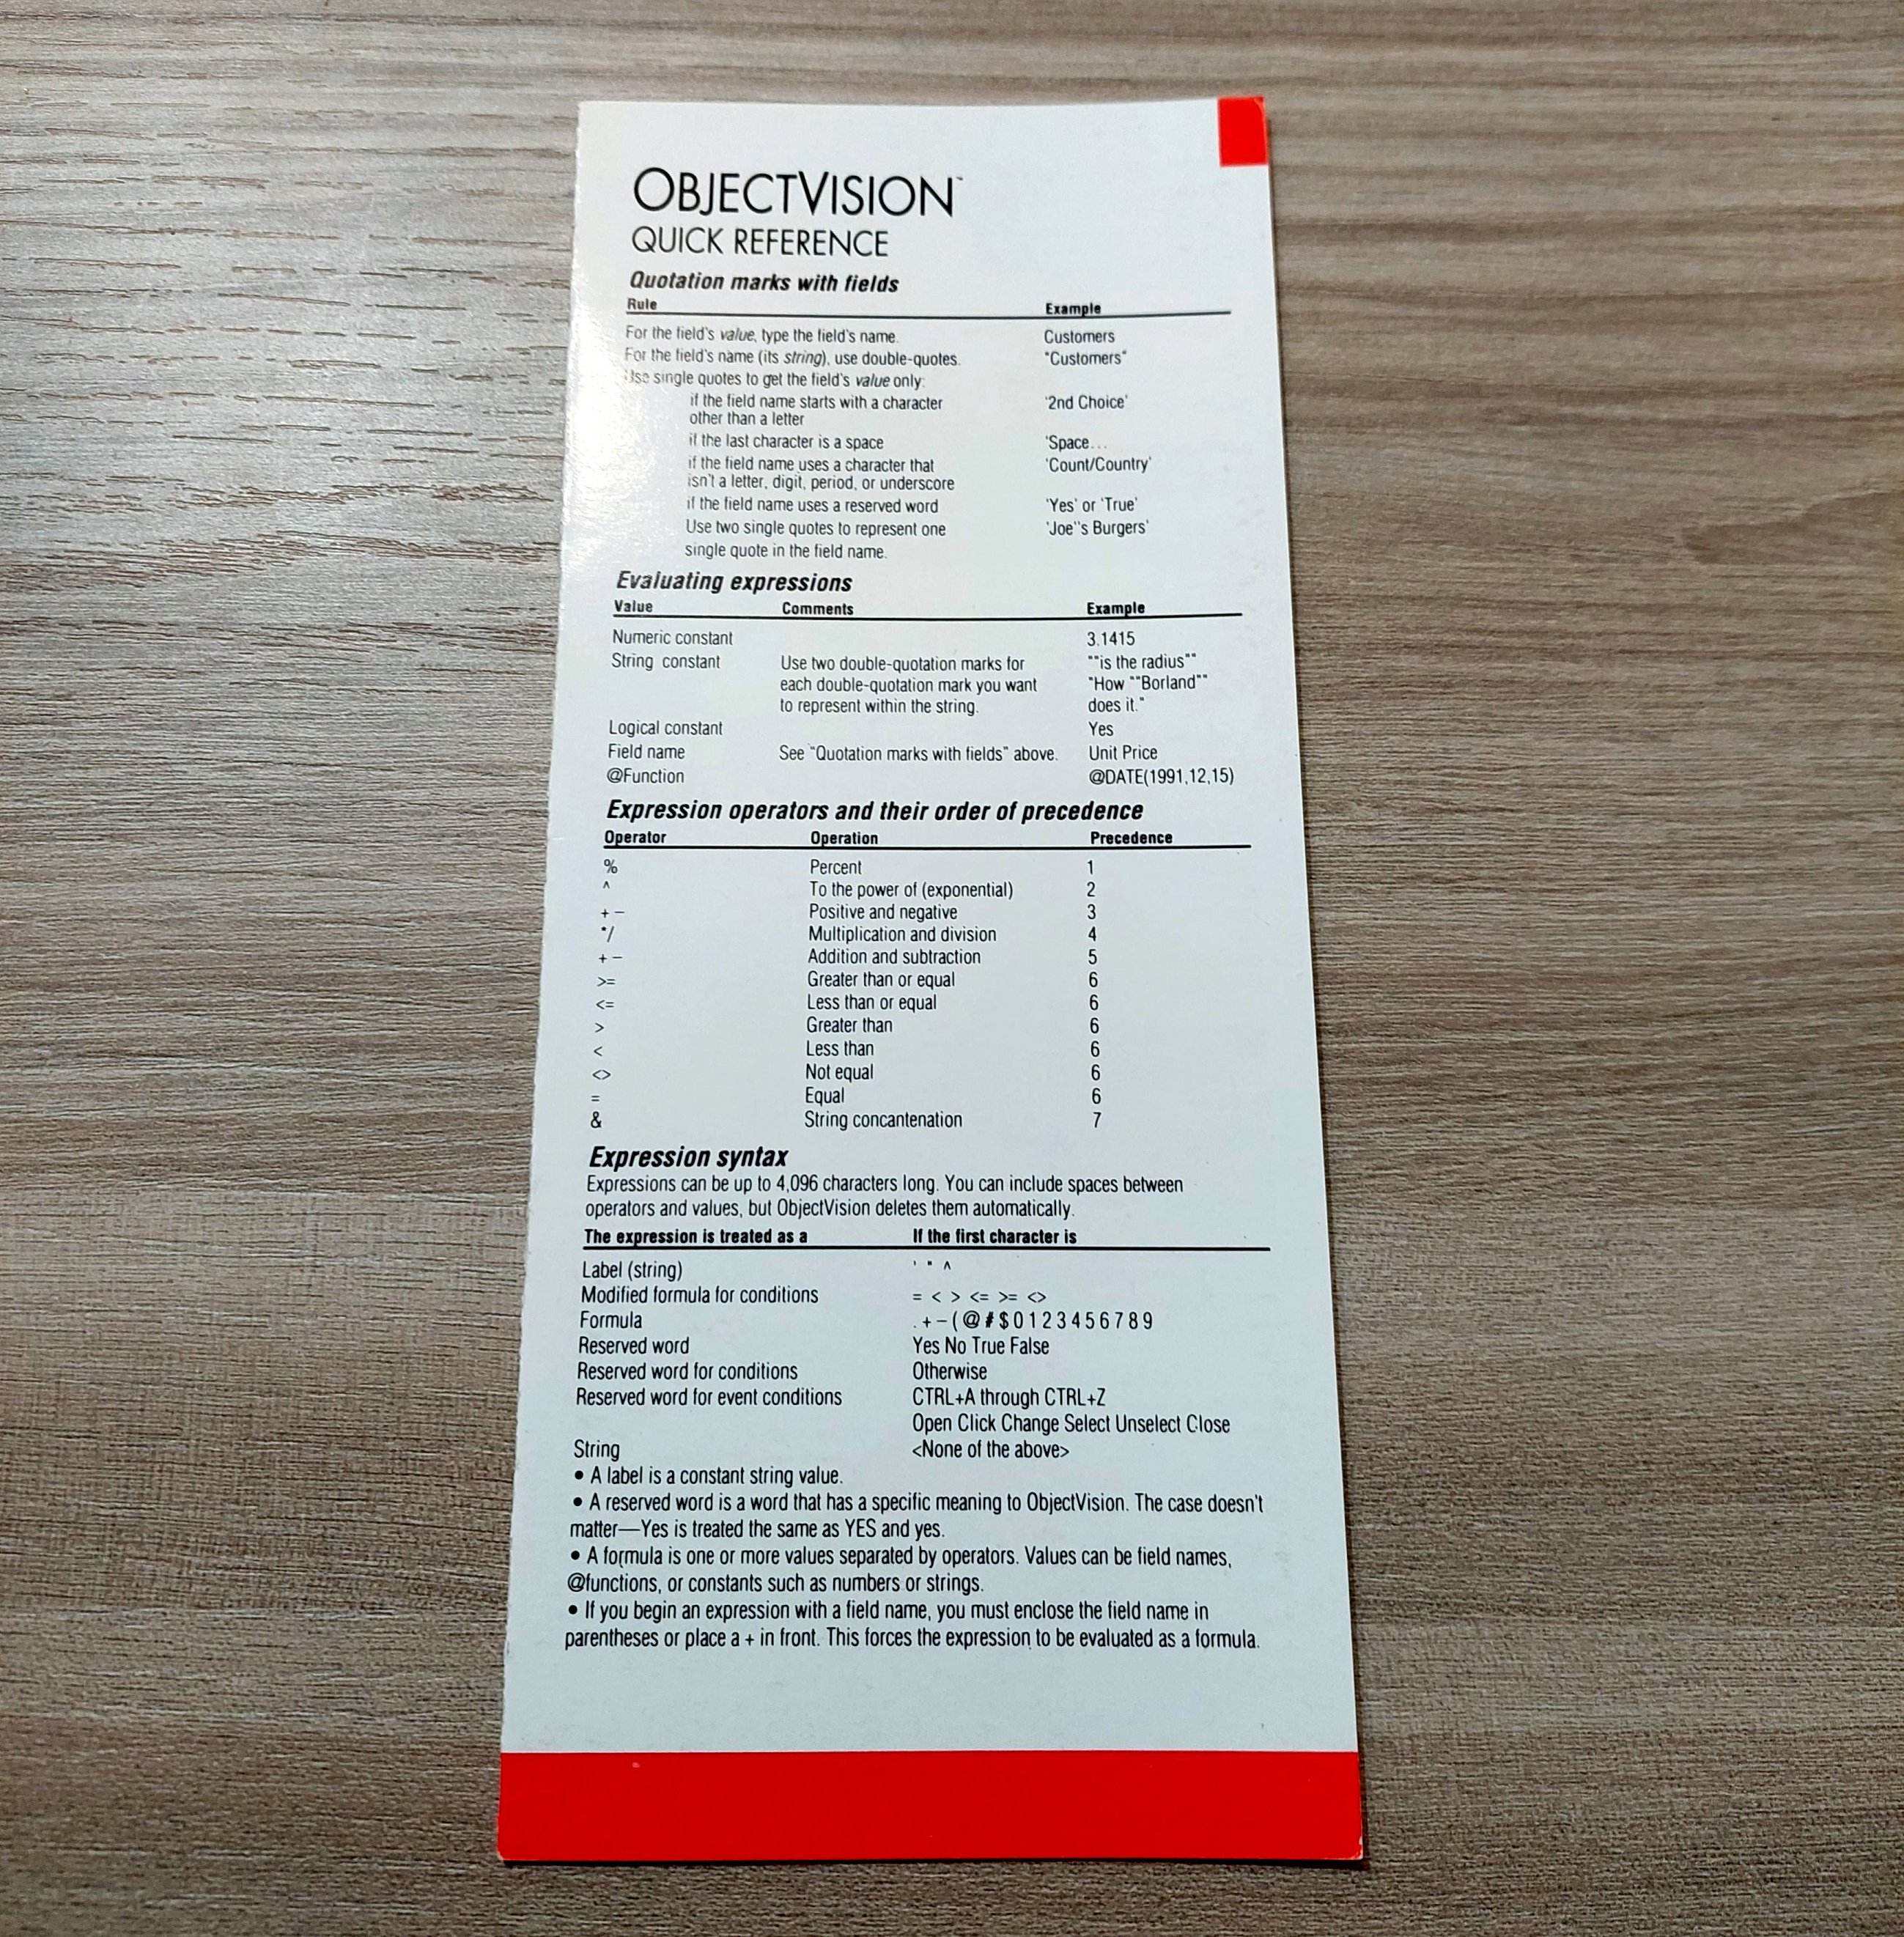 OBJECTVISION™
QUICK REFERENCE
Quotation marks with fields
Rule Example
For the field's value, type the field's name. Customers
For the field's name (its string), use double-quotes. "Customers"
Use single quotes to get the field's value only:
if the field name starts with a character '2nd Choice'
other than a letter
if the last character is a space 'Space...
if the field name uses a character that 'Count/Country'
isn't a letter, digit, period, or underscore
if the field name uses a reserved word 'Yes' or 'True'
Use two single quotes to represent one 'Joe''s Burgers'
single quote in the field name.
Evaluating expressions
Value Comments Example
Numeric constant 3.1415
String constant Use two double-quotation marks for ""is the radius""
each double-quotation mark you want "How ""Borland""
to represent within the string. does it."
Logical constant Yes
Field name See "Quotation marks with fields" above. Unit Price
@Function @DATE(1991,12,15)
Expression operators and their order of precedence
Operator Operation Precedence
% Percent 1
^ To the power of (exponential) 2
+ − Positive and negative 3
*/ Multiplication and division 4
+ − Addition and subtraction 5
>= Greater than or equal 6
<= Less than or equal 6
> Greater than 6
< Less than 6
<> Not equal 6
= Equal 6
& String concantenation 7
Expression syntax
Expressions can be up to 4,096 characters long. You can include spaces between
operators and values, but ObjectVision deletes them automatically.
The expression is treated as a If the first character is
Label (string) ' " ^
Modified formula for conditions = < > <= >= <>
Formula . + − ( @ # $ 0 1 2 3 4 5 6 7 8 9
Reserved word Yes No True False
Reserved word for conditions Otherwise
Reserved word for event conditions CTRL+A through CTRL+Z
Open Click Change Select Unselect Close
String <None of the above>
• A label is a constant string value.
• A reserved word is a word that has a specific meaning to ObjectVision. The case doesn't
matter—Yes is treated the same as YES and yes.
• A formula is one or more values separated by operators. Values can be field names,
@functions, or constants such as numbers or strings.
• If you begin an expression with a field name, you must enclose the field name in
parentheses or place a + in front. This forces the expression to be evaluated as a formula.